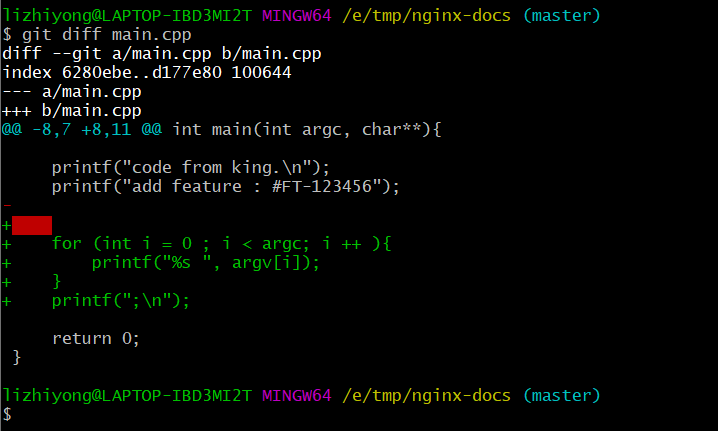 lizhiyong@LAPTOP-IBD3MI2T MINGW64 /e/tmp/nginx-docs (master)
$ git diff main.cpp
diff --git a/main.cpp b/main.cpp
index 6280ebe..d177e80 100644
--- a/main.cpp
+++ b/main.cpp
@@ -8,7 +8,11 @@ int main(int argc, char**){

     printf("code from king.\n");
     printf("add feature : #FT-123456");
-
+
+    for (int i = 0 ; i < argc; i ++ ){
+        printf("%s ", argv[i]);
+    }
+    printf(";\n");

     return 0;
 }

lizhiyong@LAPTOP-IBD3MI2T MINGW64 /e/tmp/nginx-docs (master)
$